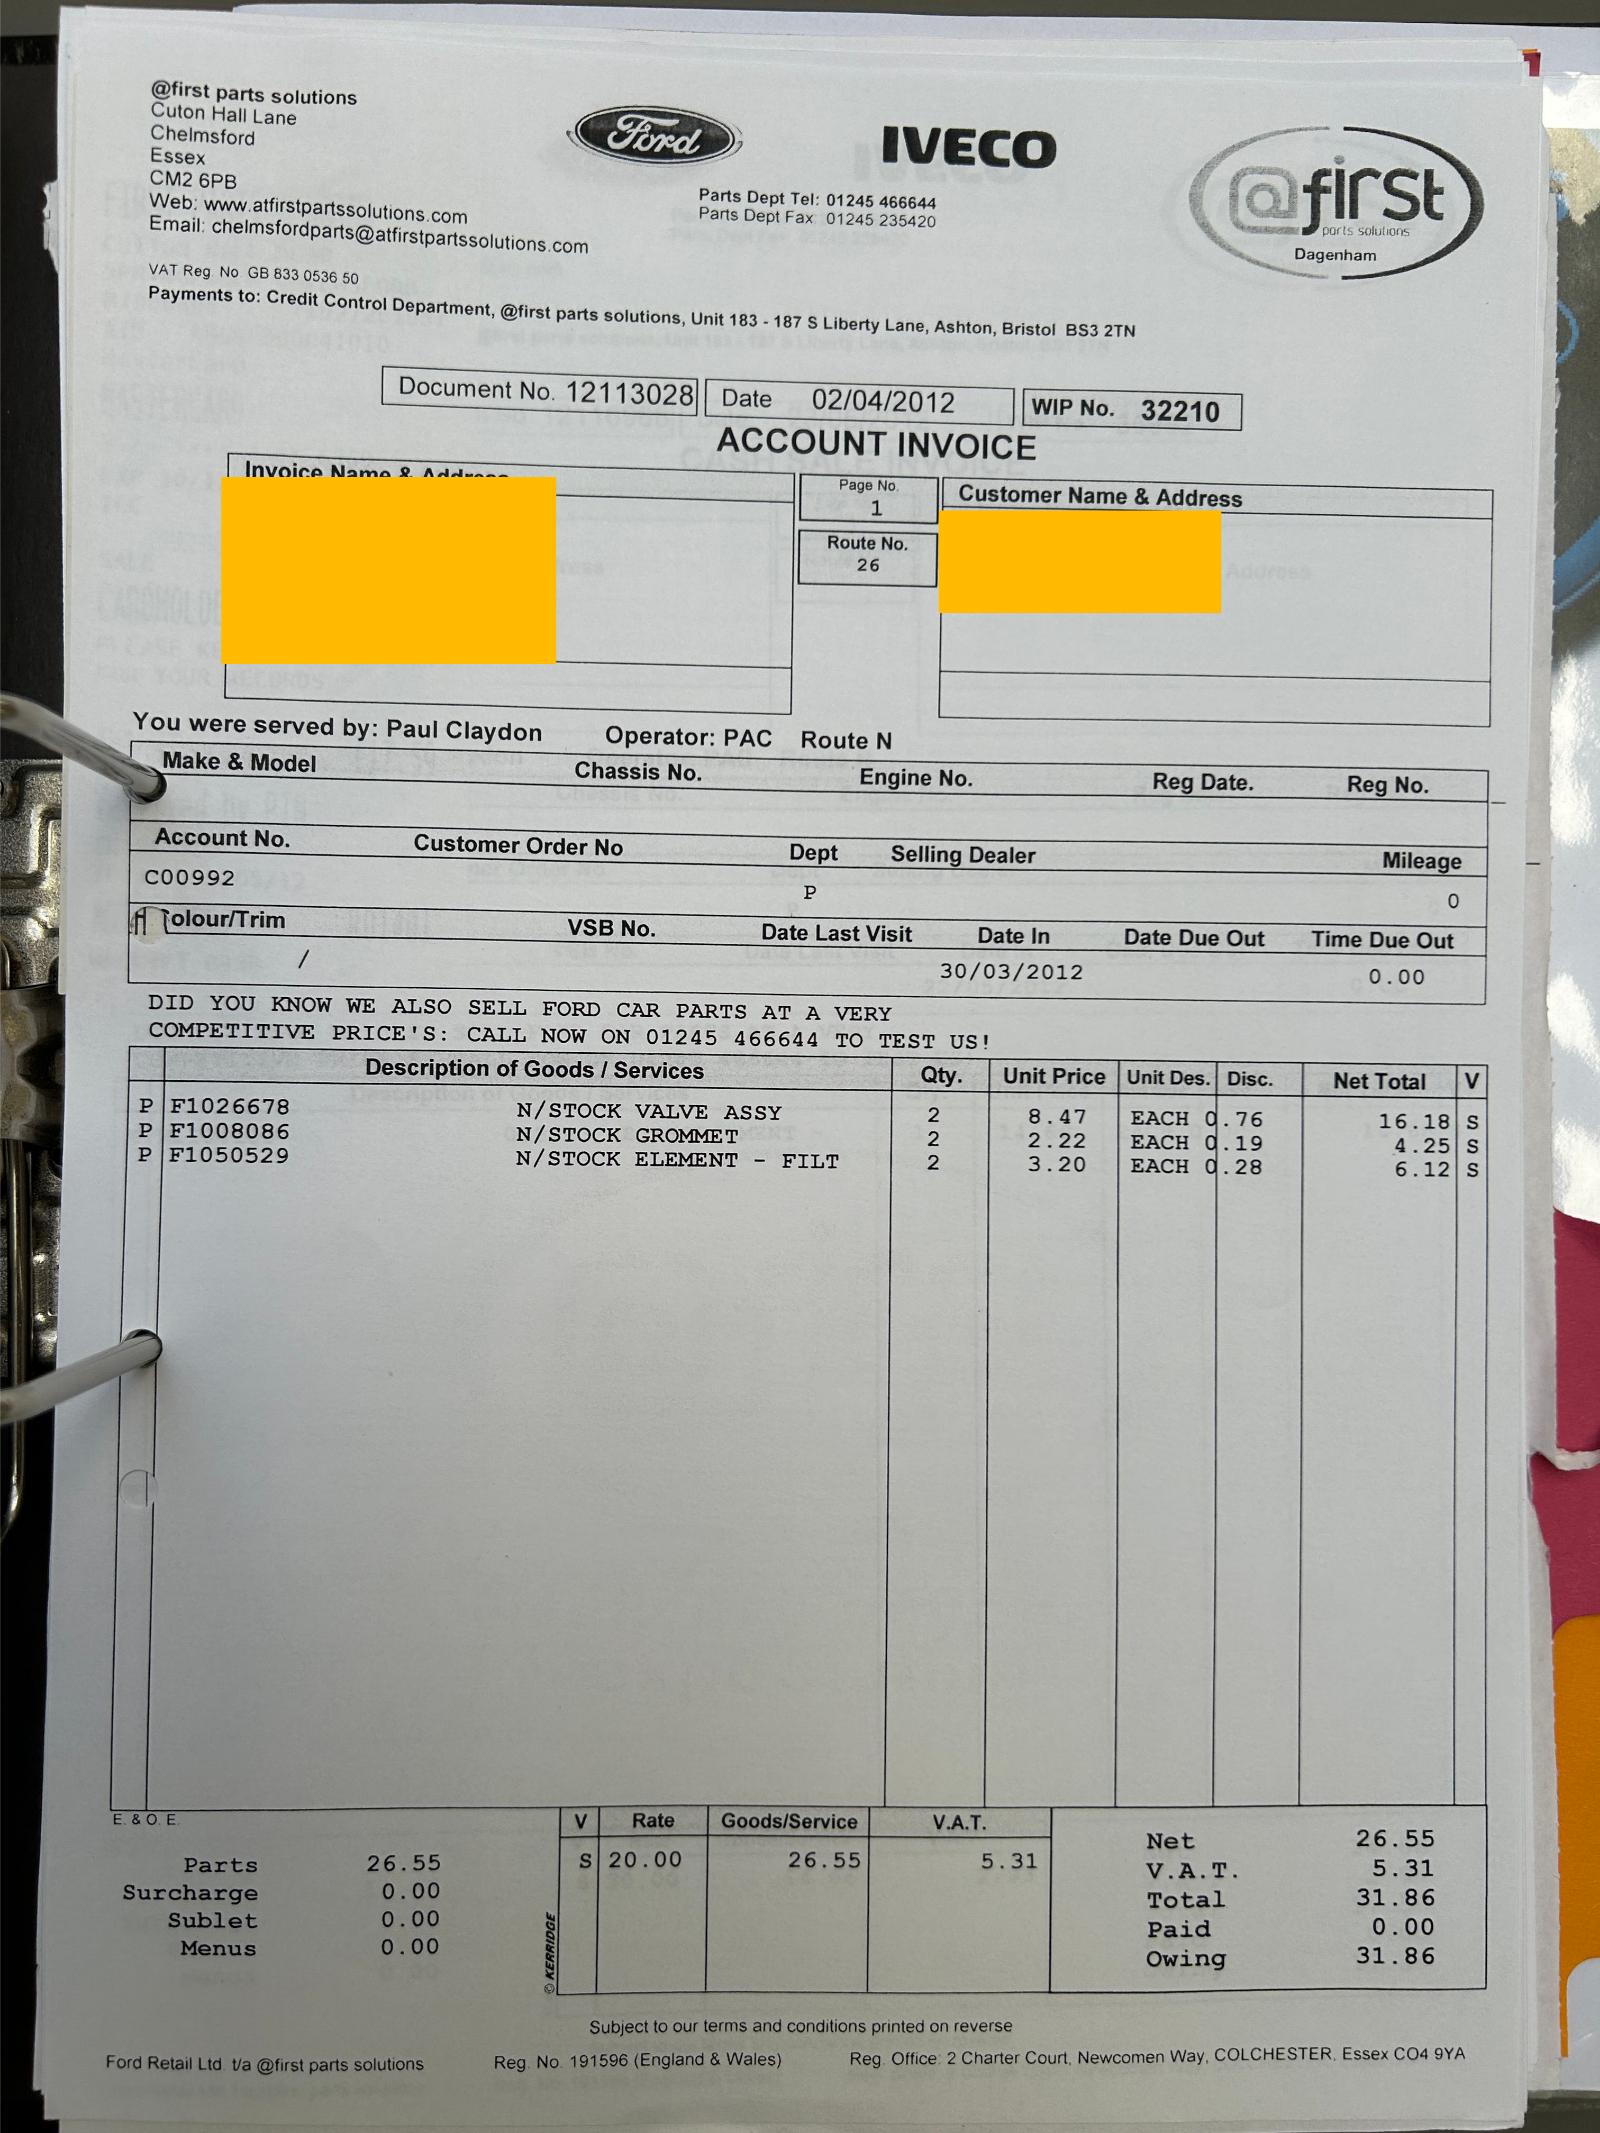 @first parts solutions
Cuton Hall Lane
Chelmsford
Essex
CM2 6PB
Web: www.atfirstpartssolutions.com
Email: chelmsfordparts@atfirstpartssolutions.com
Ford
IVECO
Parts Dept Tel: 01245 466644
Parts Dept Fax 01245 235420
@first
parts solutions
Dagenham
VAT Reg. No GB 833 0536 50
Payments to: Credit Control Department, @first parts solutions, Unit 183 - 187 S Liberty Lane, Ashton, Bristol BS3 2TN
Document No. 12113028 Date 02/04/2012 WIP No. 32210
ACCOUNT INVOICE
Invoice Name & Address
Page No.
1
Customer Name & Address
Route No.
26
You were served by: Paul Claydon Operator: PAC Route N
Make & Model Chassis No. Engine No. Reg Date. Reg No.
Account No. Customer Order No Dept Selling Dealer Mileage
C00992 P 0
olour/Trim VSB No. Date Last Visit Date In Date Due Out Time Due Out
/ 30/03/2012 0.00
DID YOU KNOW WE ALSO SELL FORD CAR PARTS AT A VERY
COMPETITIVE PRICE'S: CALL NOW ON 01245 466644 TO TEST US!
Description of Goods / Services Qty. Unit Price Unit Des. Disc. Net Total V
P F1026678 N/STOCK VALVE ASSY 2 8.47 EACH 0.76 16.18 S
P F1008086 N/STOCK GROMMET 2 2.22 EACH 0.19 4.25 S
P F1050529 N/STOCK ELEMENT - FILT 2 3.20 EACH 0.28 6.12 S
E. & O. E.
Parts 26.55
Surcharge 0.00
Sublet 0.00
Menus 0.00
© KERRIDGE
V Rate Goods/Service V.A.T.
S 20.00 26.55 5.31
Net 26.55
V.A.T. 5.31
Total 31.86
Paid 0.00
Owing 31.86
Subject to our terms and conditions printed on reverse
Ford Retail Ltd. t/a @first parts solutions Reg. No. 191596 (England & Wales) Reg. Office: 2 Charter Court, Newcomen Way, COLCHESTER, Essex CO4 9YA